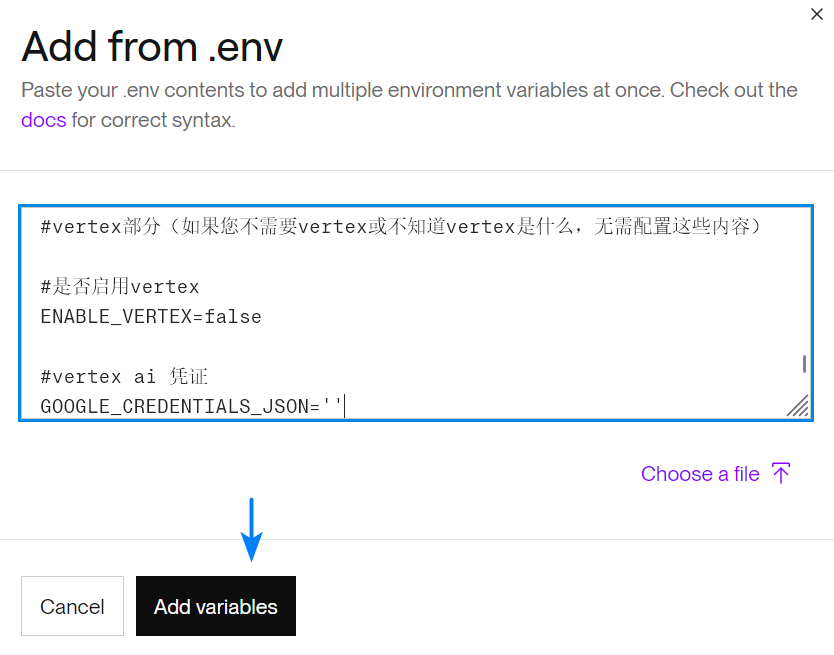 Add from .env
Paste your .env contents to add multiple environment variables at once. Check out the
docs for correct syntax.
#vertex部分（如果您不需要vertex或不知道vertex是什么，无需配置这些内容）
#是否启用vertex
ENABLE_VERTEX=false
#vertex ai 凭证
GOOGLE_CREDENTIALS_JSON=''
Choose a file
Cancel
Add variables